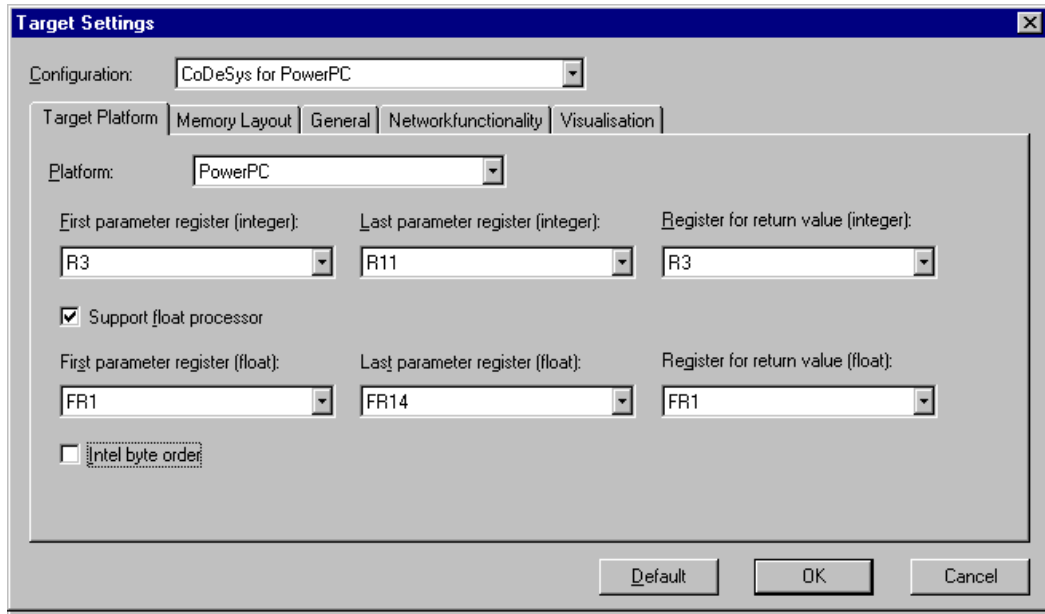 Target Settings
Configuration: CoDeSys for PowerPC
Target Platform Memory Layout General Networkfunctionality Visualisation
Platform: PowerPC
First parameter register (integer): Last parameter register (integer): Register for return value (integer):
R3 R11 R3
Support float processor
First parameter register (float): Last parameter register (float): Register for return value (float):
FR1 FR14 FR1
Intel byte order
Default OK Cancel